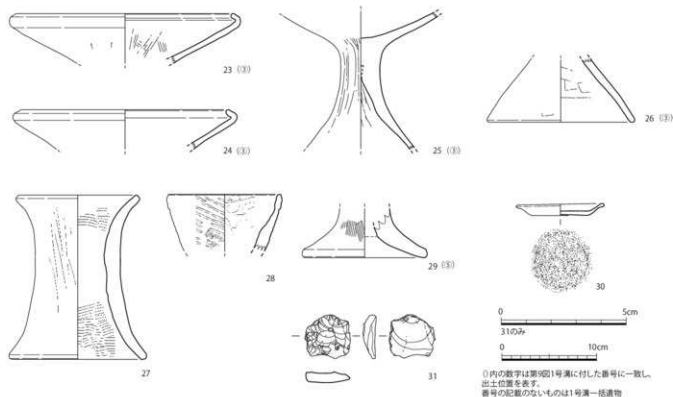 23 (③)
24 (③)
25 (③)
26 (③)
27
28
29 (⑤)
30
31
0 5cm
31のみ
0 10cm
()内の数字は第9図1号溝に付した番号に一致し、
出土位置を表す。
番号の記載のないものは1号溝一括遺物